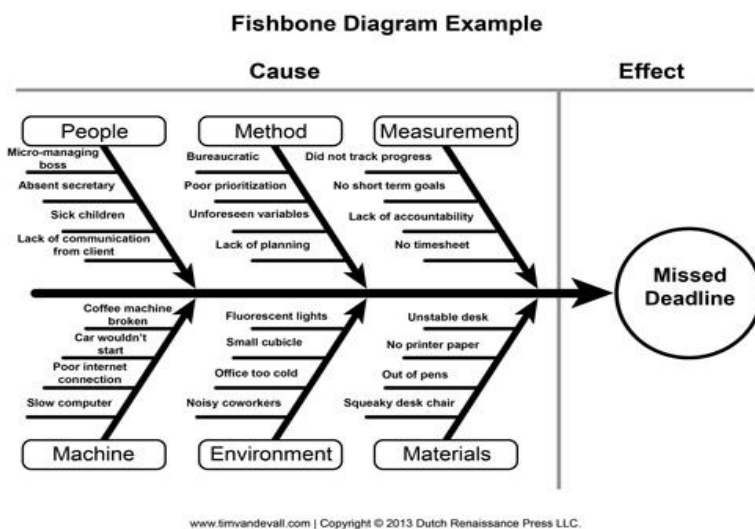 Fishbone Diagram Example
Cause
Effect
People
Micro-managing
boss
Absent secretary
Sick children
Lack of communication
from client
Method
Bureaucratic
Poor prioritization
Unforeseen variables
Lack of planning
Measurement
Did not track progress
No short term goals
Lack of accountability
No timesheet
Missed
Deadline
Coffee machine
broken
Car wouldn't
start
Poor internet
connection
Slow computer
Machine
Fluorescent lights
Small cubicle
Office too cold
Noisy coworkers
Environment
Unstable desk
No printer paper
Out of pens
Squeaky desk chair
Materials
www.timvandevall.com | Copyright © 2013 Dutch Renaissance Press LLC.